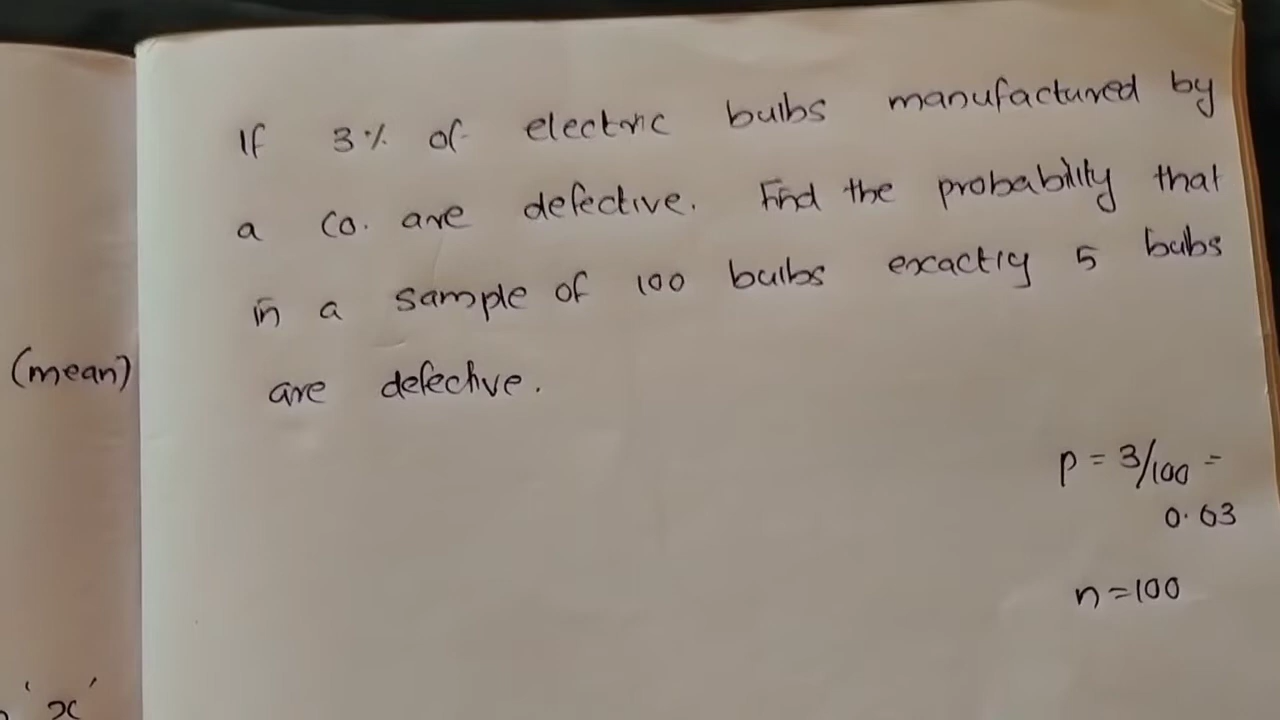 If 3% of electric bulbs manufactured by
a co. are defective. Find the probability that
in a sample of 100 bulbs exactly 5 bubs
are defective.
(mean)
p = 3/100 =
0.03
n = 100
'x'